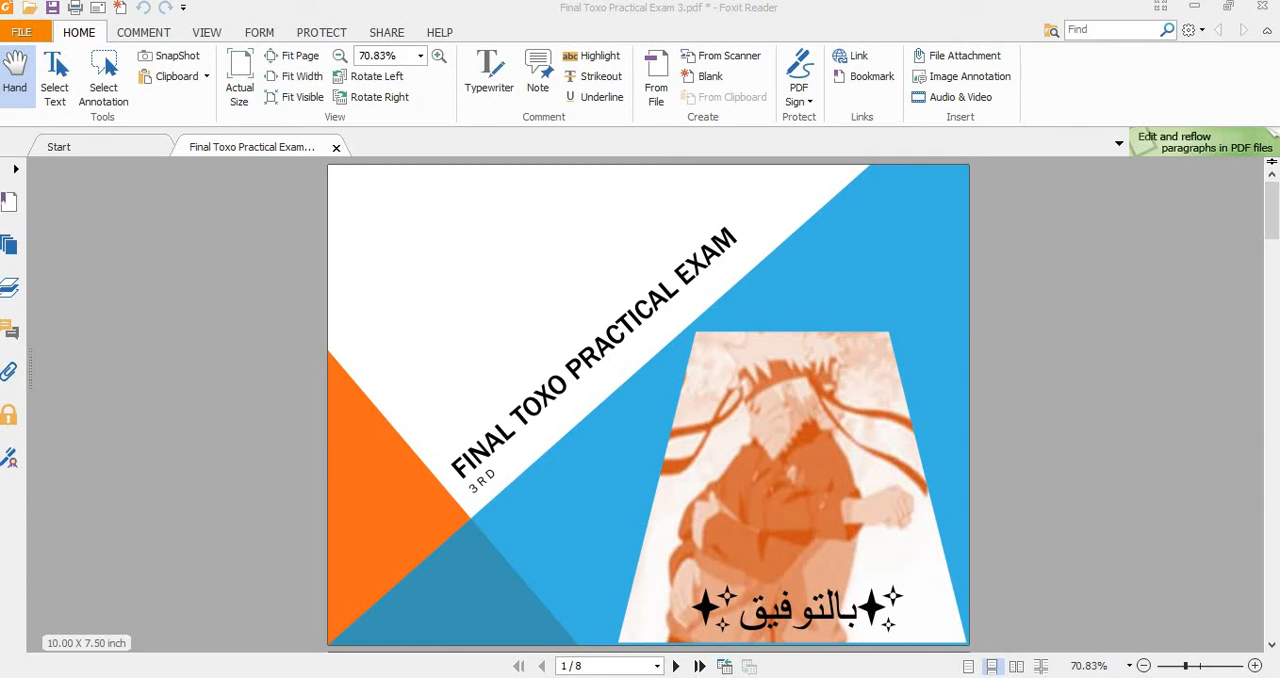 Final Toxo Practical Exam 3.pdf * - Foxit Reader
FILE HOME COMMENT VIEW FORM PROTECT SHARE HELP
Find
Hand
Select Text
Select Annotation
SnapShot
Clipboard
Tools
Actual Size
Fit Page
Fit Width
Fit Visible
70.83%
Rotate Left
Rotate Right
View
Typewriter
Note
Highlight
Strikeout
Underline
Comment
From File
From Scanner
Blank
From Clipboard
Create
PDF Sign
Protect
Link
Bookmark
Links
File Attachment
Image Annotation
Audio & Video
Insert
Start
Final Toxo Practical Exam...
Edit and reflow
paragraphs in PDF files
FINAL TOXO PRACTICAL EXAM
3RD
بالتوفيق
10.00 X 7.50 inch
1 / 8
70.83%